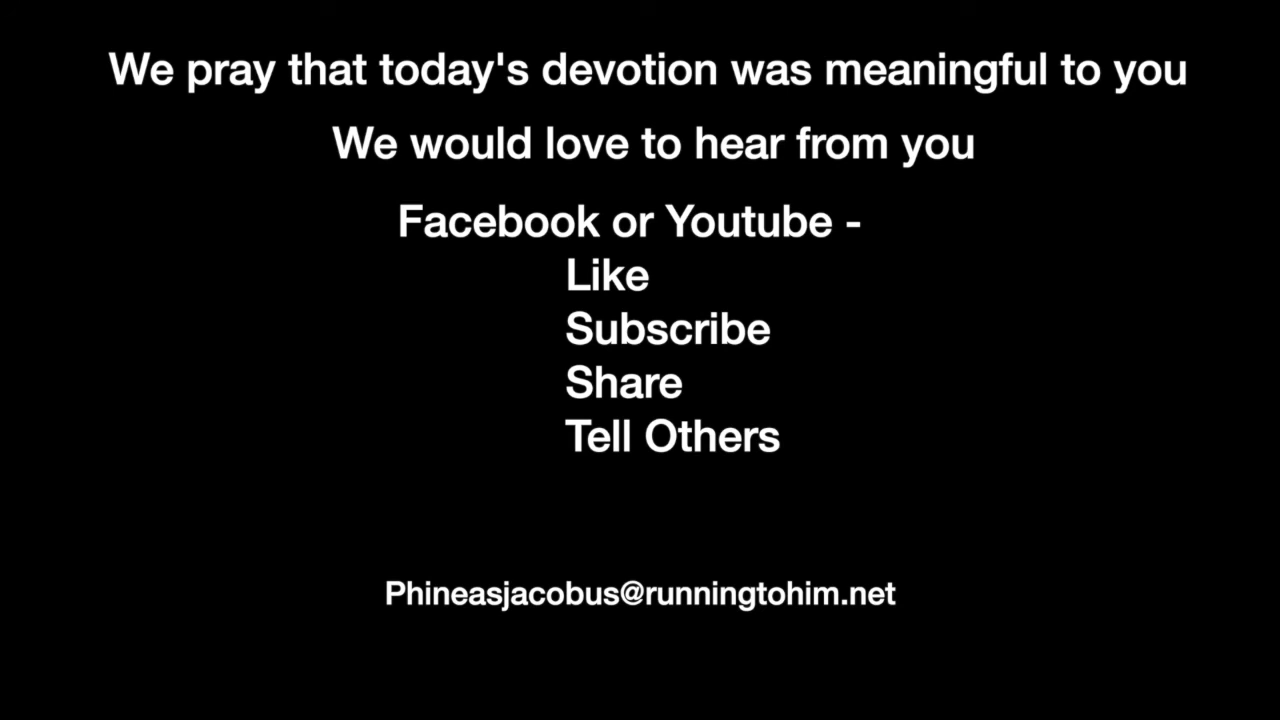 We pray that today's devotion was meaningful to you
We would love to hear from you
Facebook or Youtube -
Like
Subscribe
Share
Tell Others
Phineasjacobus@runningtohim.net